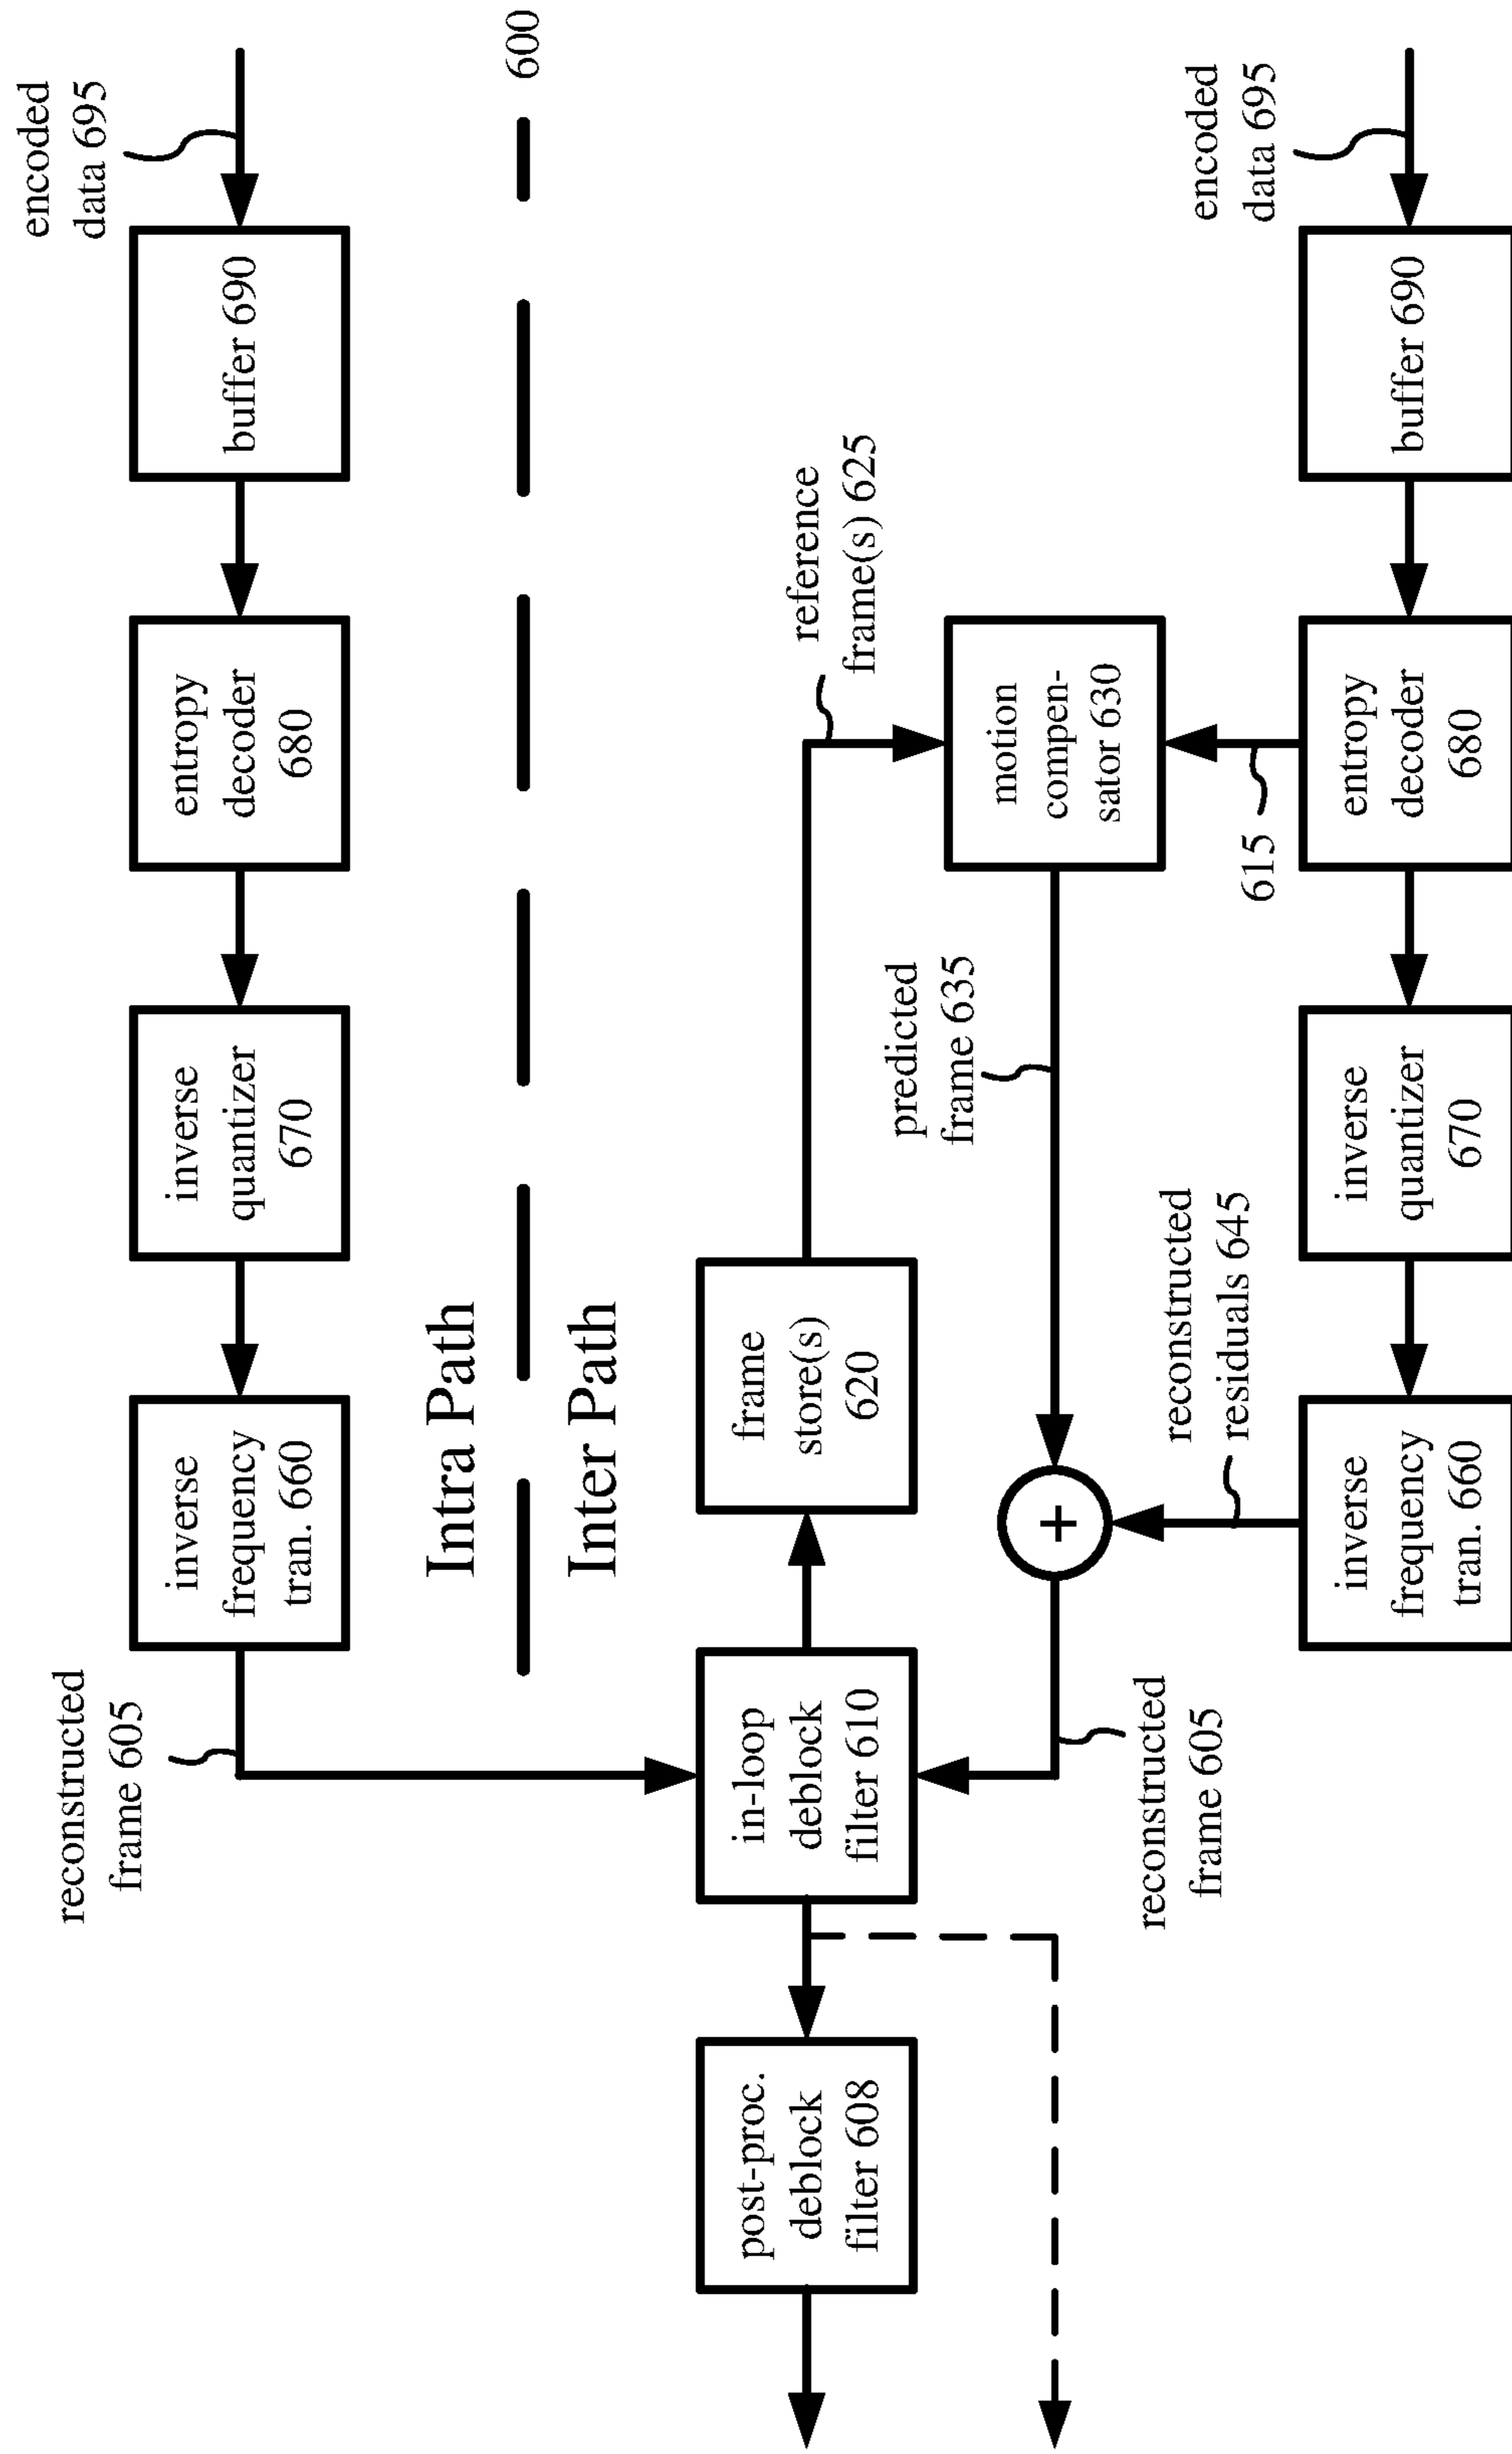 encoded
data 695
buffer 690
entropy
decoder
680
inverse
quantizer
670
inverse
frequency
tran. 660
reconstructed
frame 605
600
Intra Path
Inter Path
reference
frame(s) 625
frame
store(s)
620
in-loop
deblock
filter 610
post-proc.
deblock
filter 608
motion
compen-
sator 630
predicted
frame 635
+
reconstructed
frame 605
615
reconstructed
residuals 645
encoded
data 695
buffer 690
entropy
decoder
680
inverse
quantizer
670
inverse
frequency
tran. 660